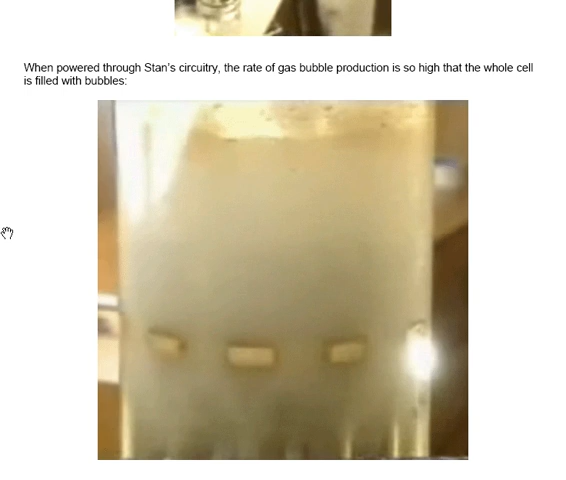 When powered through Stan's circuitry, the rate of gas bubble production is so high that the whole cell
is filled with bubbles: